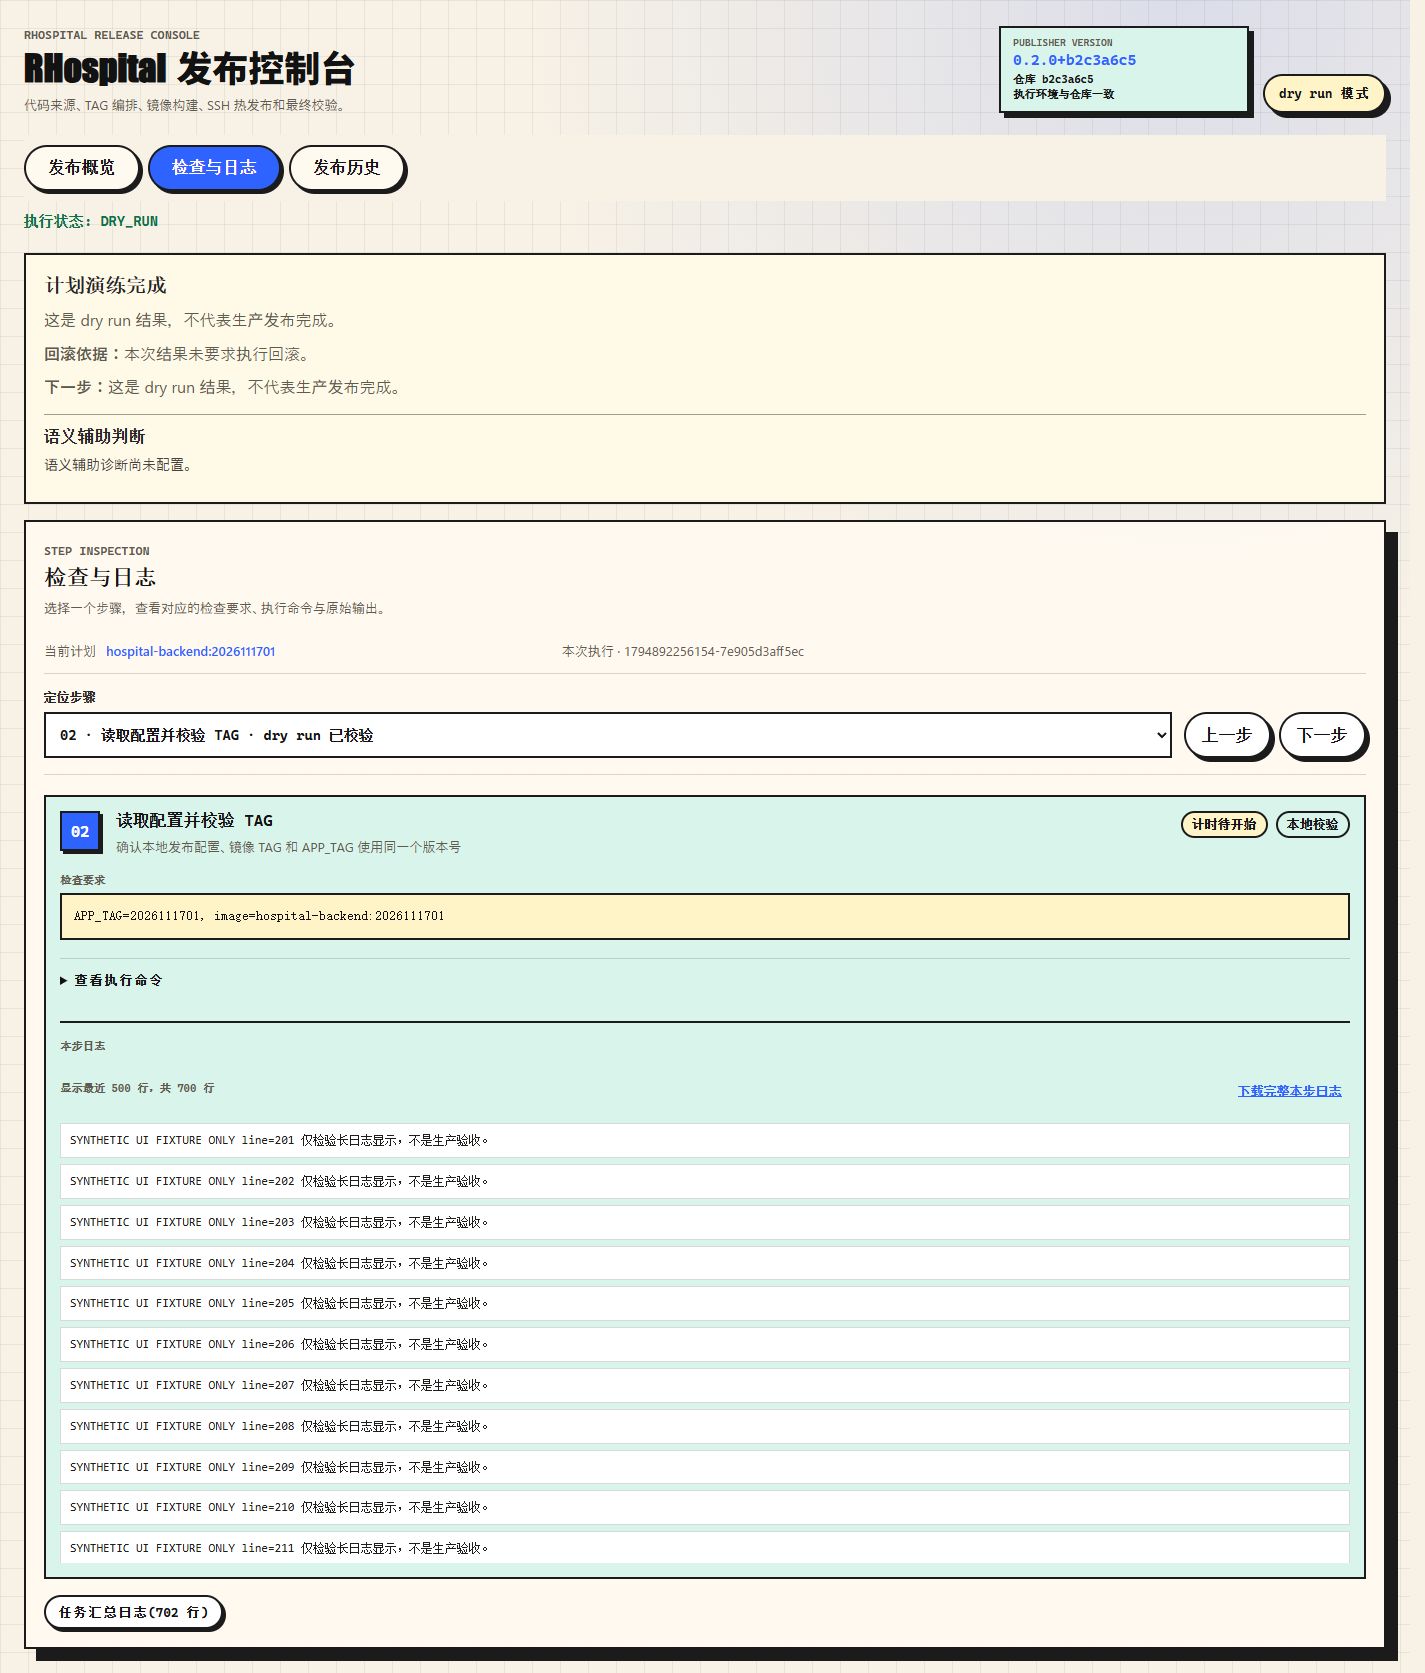 RHOSPITAL RELEASE CONSOLE
RHospital 发布控制台
代码来源、TAG 编排、镜像构建、SSH 热发布和最终校验。
PUBLISHER VERSION
0.2.0+b2c3a6c5
仓库 b2c3a6c5
执行环境与仓库一致
dry run 模式
发布概览
检查与日志
发布历史
执行状态: DRY_RUN
计划演练完成
这是 dry run 结果，不代表生产发布完成。
回滚依据：本次结果未要求执行回滚。
下一步：这是 dry run 结果，不代表生产发布完成。
语义辅助判断
语义辅助诊断尚未配置。
STEP INSPECTION
检查与日志
选择一个步骤，查看对应的检查要求、执行命令与原始输出。
当前计划 hospital-backend:2026111701
本次执行 · 1794892256154-7e905d3aff5ec
定位步骤
02 · 读取配置并校验 TAG · dry run 已校验
上一步
下一步
02
读取配置并校验 TAG
确认本地发布配置、镜像 TAG 和 APP_TAG 使用同一个版本号
计时待开始
本地校验
检查要求
APP_TAG=2026111701, image=hospital-backend:2026111701
▶ 查看执行命令
本步日志
显示最近 500 行，共 700 行
下载完整本步日志
SYNTHETIC UI FIXTURE ONLY line=201 仅检验长日志显示，不是生产验收。
SYNTHETIC UI FIXTURE ONLY line=202 仅检验长日志显示，不是生产验收。
SYNTHETIC UI FIXTURE ONLY line=203 仅检验长日志显示，不是生产验收。
SYNTHETIC UI FIXTURE ONLY line=204 仅检验长日志显示，不是生产验收。
SYNTHETIC UI FIXTURE ONLY line=205 仅检验长日志显示，不是生产验收。
SYNTHETIC UI FIXTURE ONLY line=206 仅检验长日志显示，不是生产验收。
SYNTHETIC UI FIXTURE ONLY line=207 仅检验长日志显示，不是生产验收。
SYNTHETIC UI FIXTURE ONLY line=208 仅检验长日志显示，不是生产验收。
SYNTHETIC UI FIXTURE ONLY line=209 仅检验长日志显示，不是生产验收。
SYNTHETIC UI FIXTURE ONLY line=210 仅检验长日志显示，不是生产验收。
SYNTHETIC UI FIXTURE ONLY line=211 仅检验长日志显示，不是生产验收。
任务汇总日志(702 行)